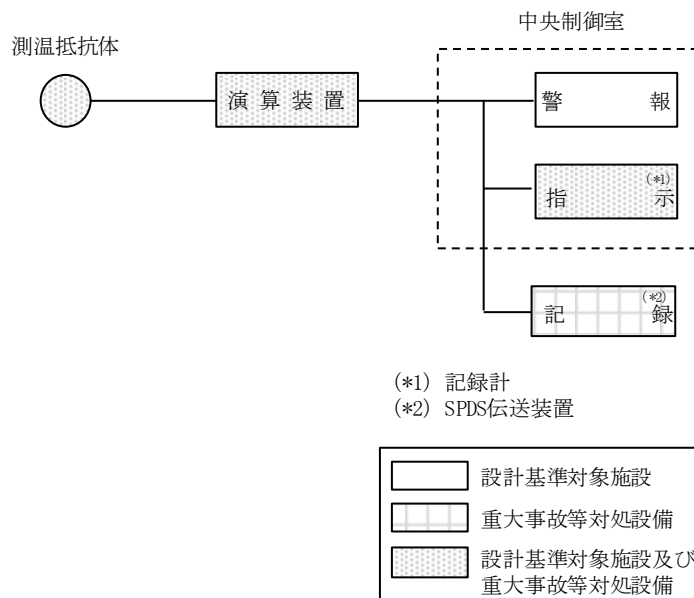 中央制御室
測温抵抗体
演算装置
警報
(*1)
指示
(*2)
記録
(*1) 記録計
(*2) SPDS伝送装置
設計基準対象施設
重大事故等対処設備
設計基準対象施設及び
重大事故等対処設備